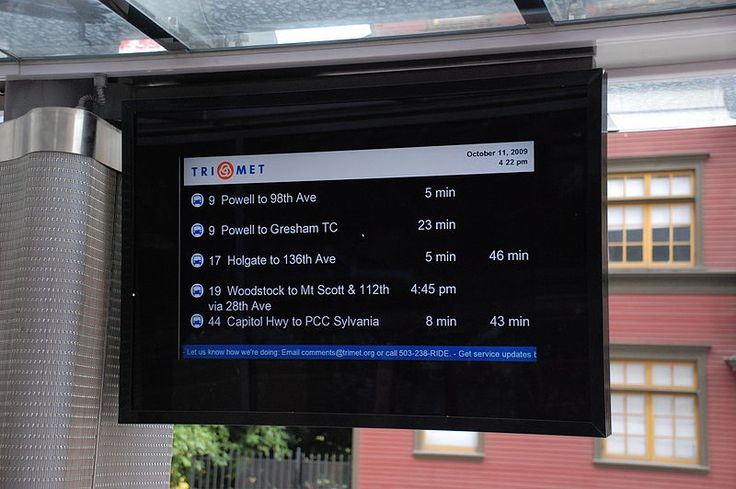 TRI MET
October 11, 2009
4 22 pm
9 Powell to 98th Ave 5 min
9 Powell to Gresham TC 23 min
17 Holgate to 136th Ave 5 min 46 min
19 Woodstock to Mt Scott & 112th 4:45 pm
via 28th Ave
44 Capitol Hwy to PCC Sylvania 8 min 43 min
- Let us know how we're doing: Email comments@trimet.org or call 503-238-RIDE. - Get service updates